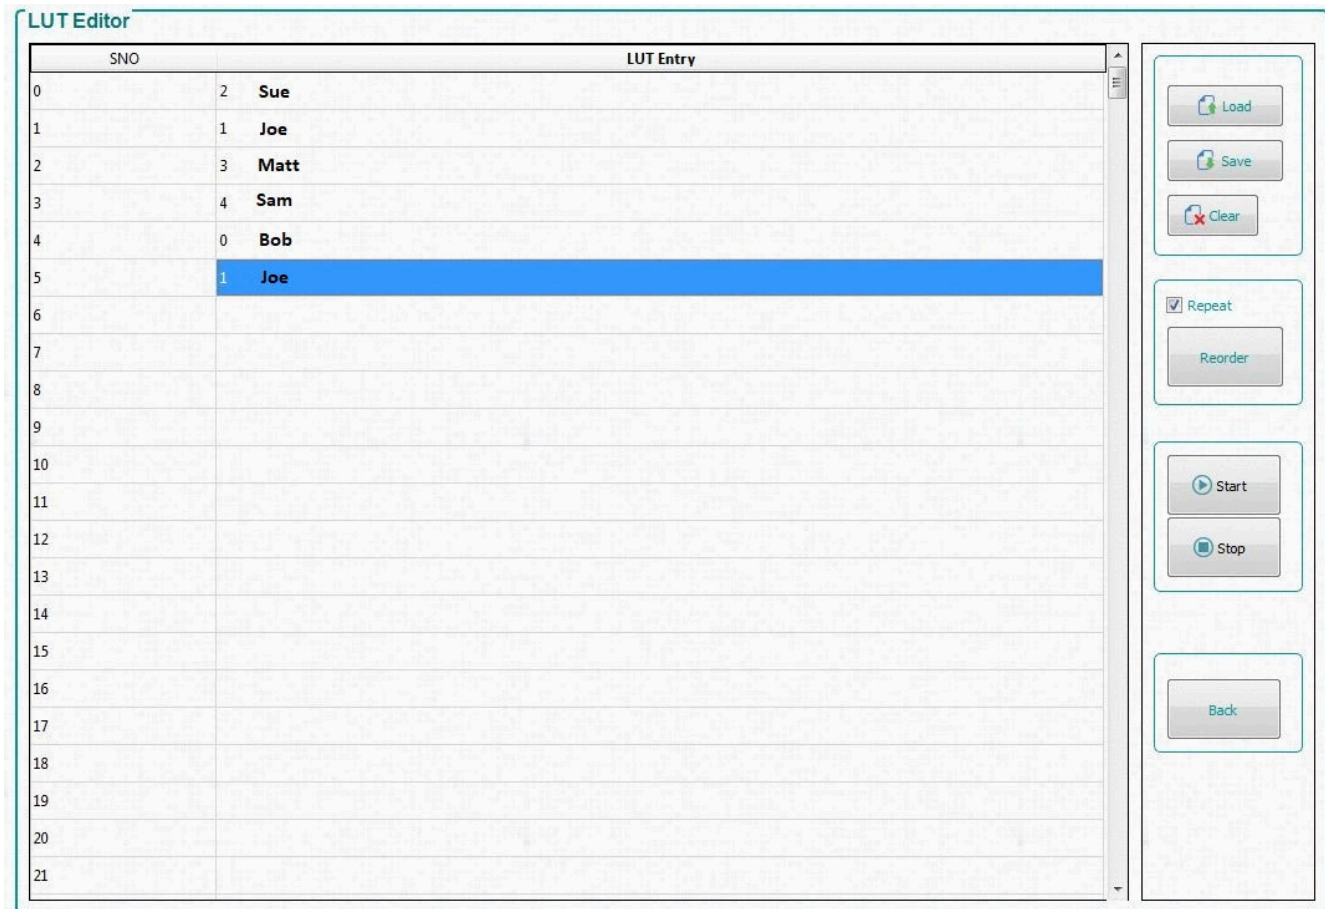 LUT Editor
SNO LUT Entry
0 2 Sue
1 1 Joe
2 3 Matt
3 4 Sam
4 0 Bob
5 1 Joe
6
7
8
9
10
11
12
13
14
15
16
17
18
19
20
21
Load
Save
Clear
Repeat
Reorder
Start
Stop
Back